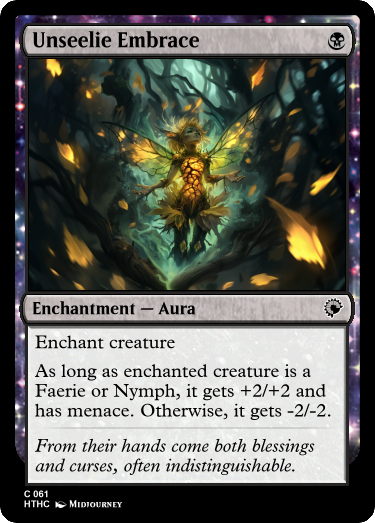 Unseelie Embrace
Enchantment — Aura
Enchant creature
As long as enchanted creature is a
Faerie or Nymph, it gets +2/+2 and
has menace. Otherwise, it gets -2/-2.
From their hands come both blessings
and curses, often indistinguishable.
C 061
HTHC Midjourney